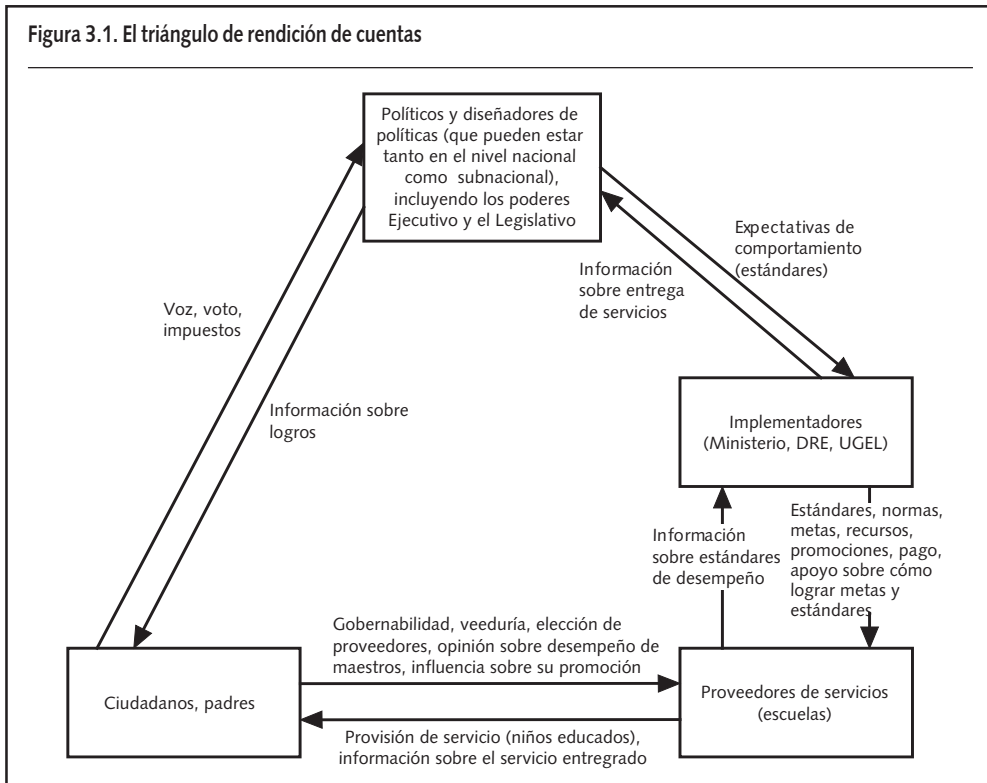 Figura 3.1. El triángulo de rendición de cuentas
Políticos y diseñadores de
políticas (que pueden estar
tanto en el nivel nacional
como subnacional),
incluyendo los poderes
Ejecutivo y el Legislativo
Expectativas de
comportamiento
(estándares)
Información
sobre entrega
de servicios
Voz, voto,
impuestos
Información sobre
logros
Implementadores
(Ministerio, DRE, UGEL)
Estándares, normas,
metas, recursos,
promociones, pago,
apoyo sobre cómo
lograr metas y
estándares
Información
sobre estándares
de desempeño
Gobernabilidad, veeduría, elección de
proveedores, opinión sobre desempeño de
maestros, influencia sobre su promoción
Ciudadanos, padres
Proveedores de servicios
(escuelas)
Provisión de servicio (niños educados),
información sobre el servicio entregrado